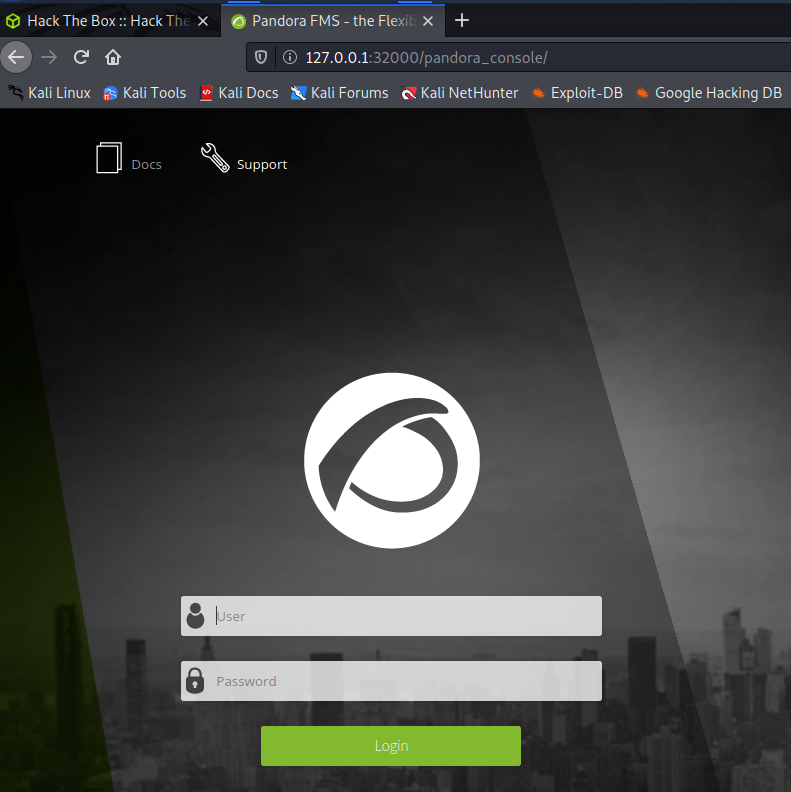 Hack The Box :: Hack The
Pandora FMS - the Flexib
127.0.0.1:32000/pandora_console/
Kali Linux Kali Tools Kali Docs Kali Forums Kali NetHunter Exploit-DB Google Hacking DB
Docs Support
User
Password
Login